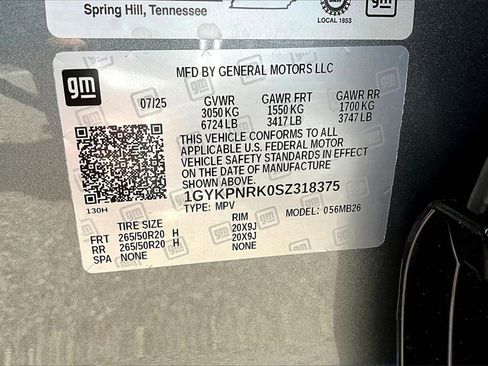 Spring Hill, Tennessee
LOCAL 1853
gm
gm
MFD BY GENERAL MOTORS LLC
07/25 GVWR GAWR FRT GAWR RR
3050 KG 1550 KG 1700 KG
6724 LB 3417 LB 3747 LB
THIS VEHICLE CONFORMS TO ALL
APPLICABLE U.S. FEDERAL MOTOR
VEHICLE SAFETY STANDARDS IN EFFECT
ON THE DATE OF MANUFACTURE SHOWN
ABOVE.
1GYKPNRK0SZ318375
130H TYPE: MPV MODEL: 056MB26
TIRE SIZE RIM
FRT 265/50R20 H 20X9J
RR 265/50R20 H 20X9J
SPA NONE NONE